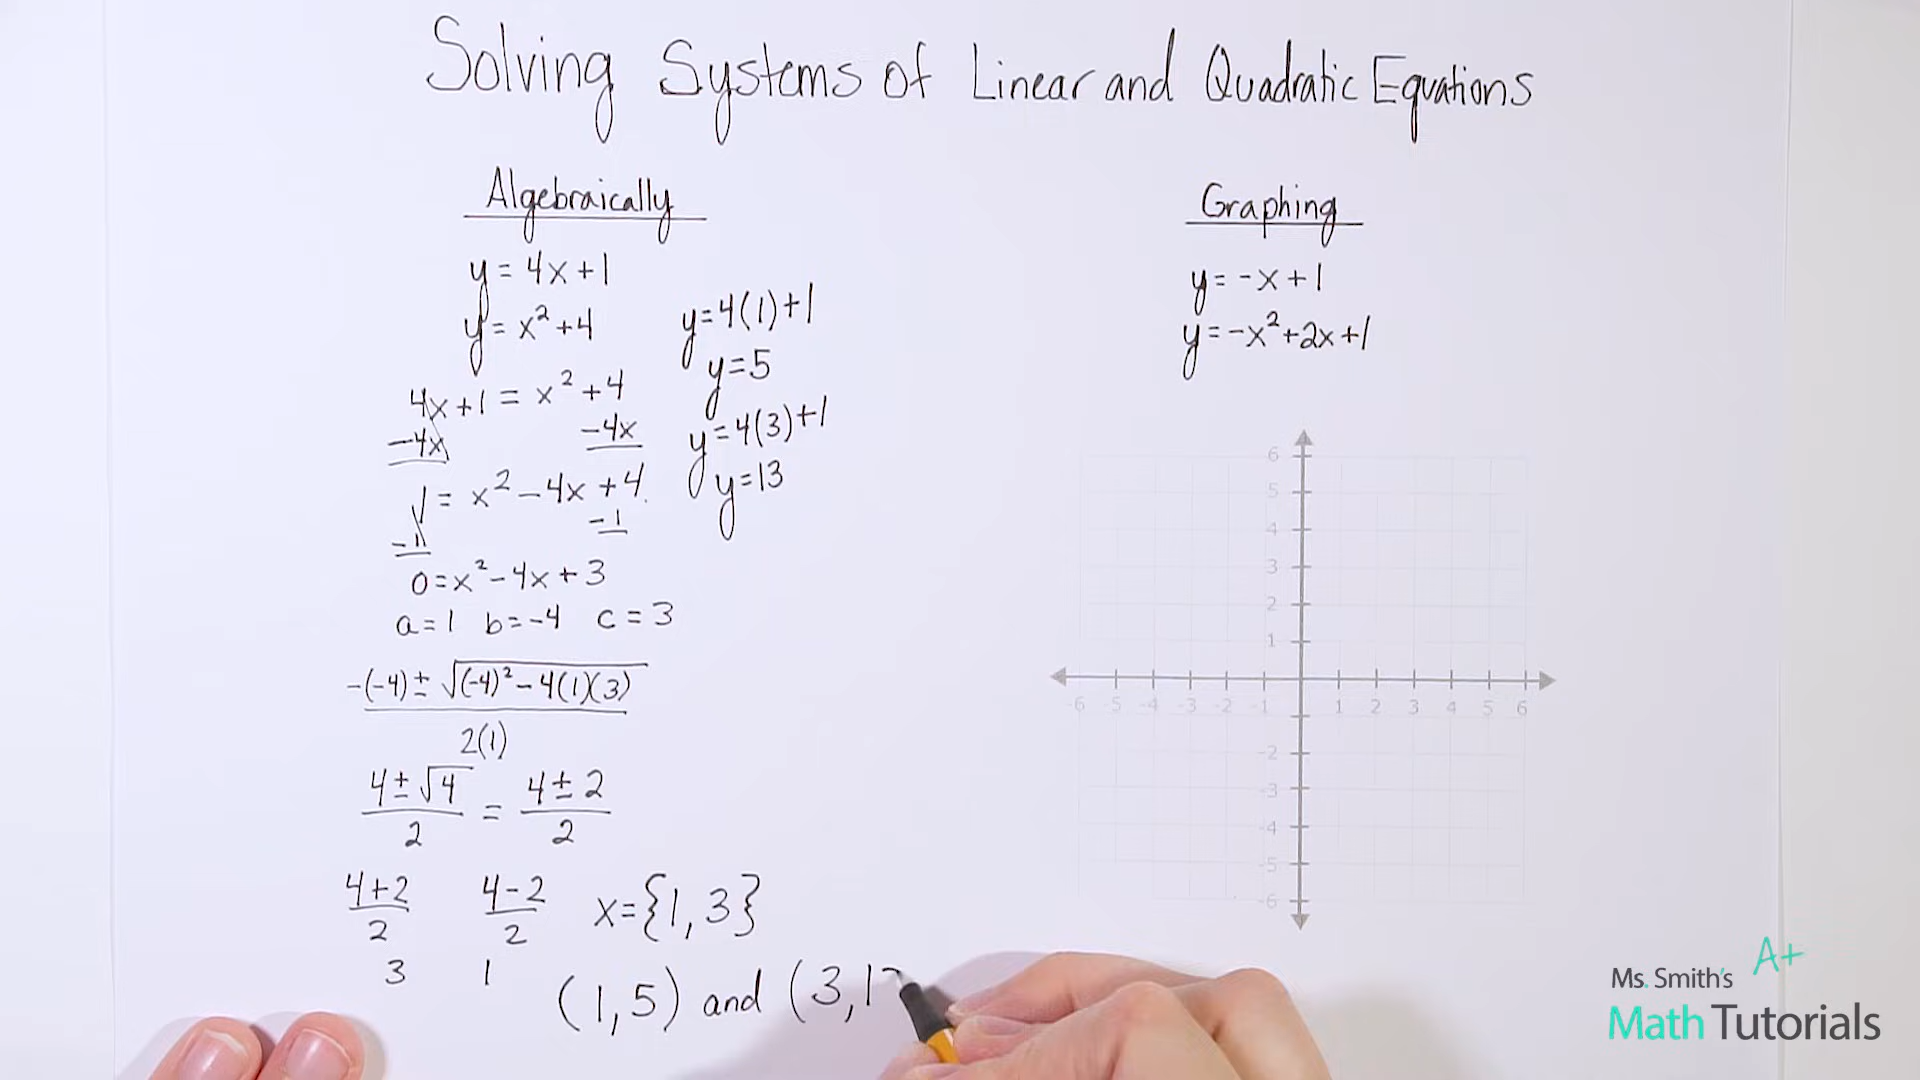 Solving Systems of Linear and Quadratic Equations
Algebraically
y = 4x + 1
y = x² + 4
4x + 1 = x² + 4
-4x -4x
1 = x² - 4x + 4
-1 -1
0 = x² - 4x + 3
a = 1 b = -4 c = 3
-(-4) ± √(-4)² - 4(1)(3)
2(1)
4 ± √4 = 4 ± 2
2 2
4 + 2 4 - 2 x = {1, 3}
2 2
3 1
(1, 5) and (3, 1
y = 4(1) + 1
y = 5
y = 4(3) + 1
y = 13
Graphing
y = -x + 1
y = -x² + 2x + 1
6
5
4
3
2
1
-6 -5 -4 -3 -2 -1 1 2 3 4 5 6
-2
-3
-4
-5
-6
A+
Ms. Smith's
Math Tutorials